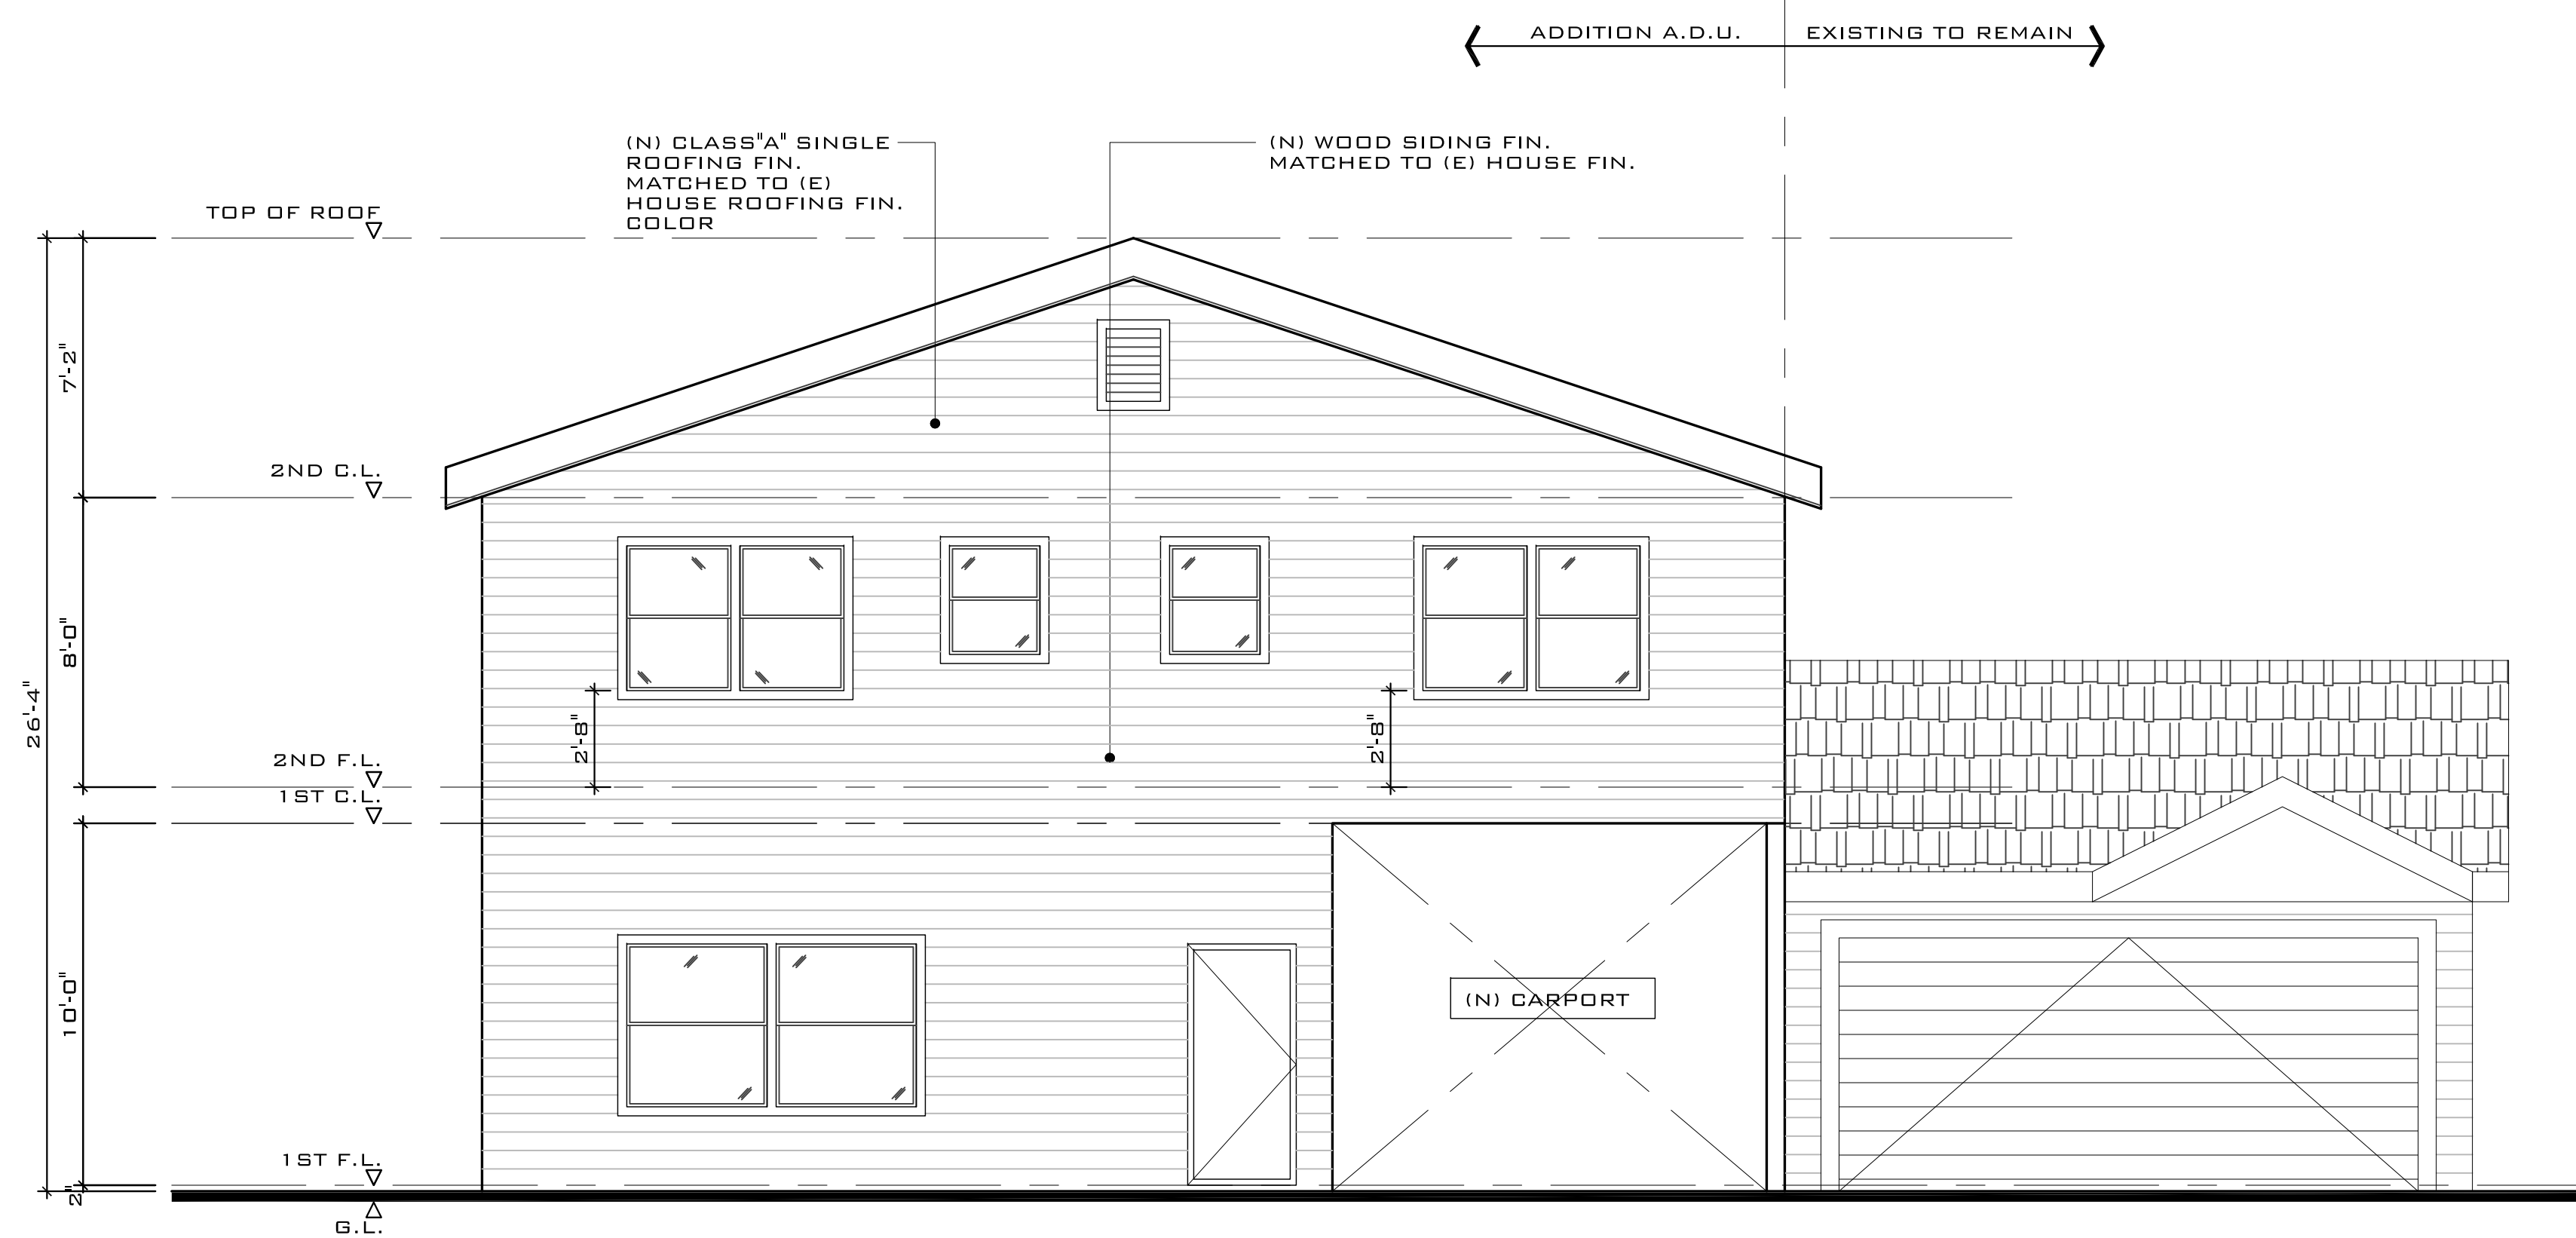 ADDITION A.D.U.
EXISTING TO REMAIN
(N) CLASS"A" SINGLE
ROOFING FIN.
MATCHED TO (E)
HOUSE ROOFING FIN.
COLOR
(N) WOOD SIDING FIN.
MATCHED TO (E) HOUSE FIN.
TOP OF ROOF
7'-2"
2ND C.L.
8'-0"
26'-4"
2'-8"
2'-8"
2ND F.L.
1ST C.L.
10'-0"
(N) CARPORT
1ST F.L.
2"
G.L.